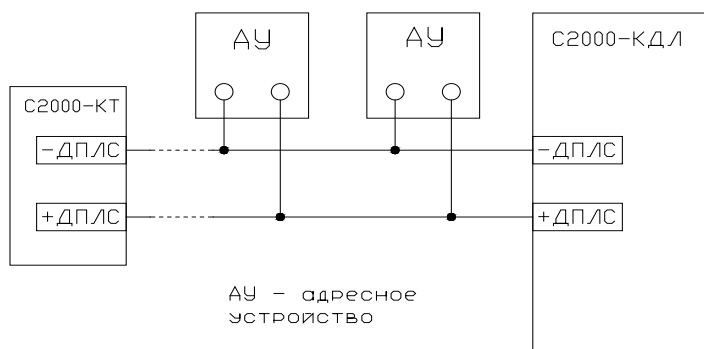 АУ
АУ
С2000-КДЛ
С2000-КТ
-ДПЛС
-ДПЛС
+ДПЛС
+ДПЛС
АУ - адресное
устройство